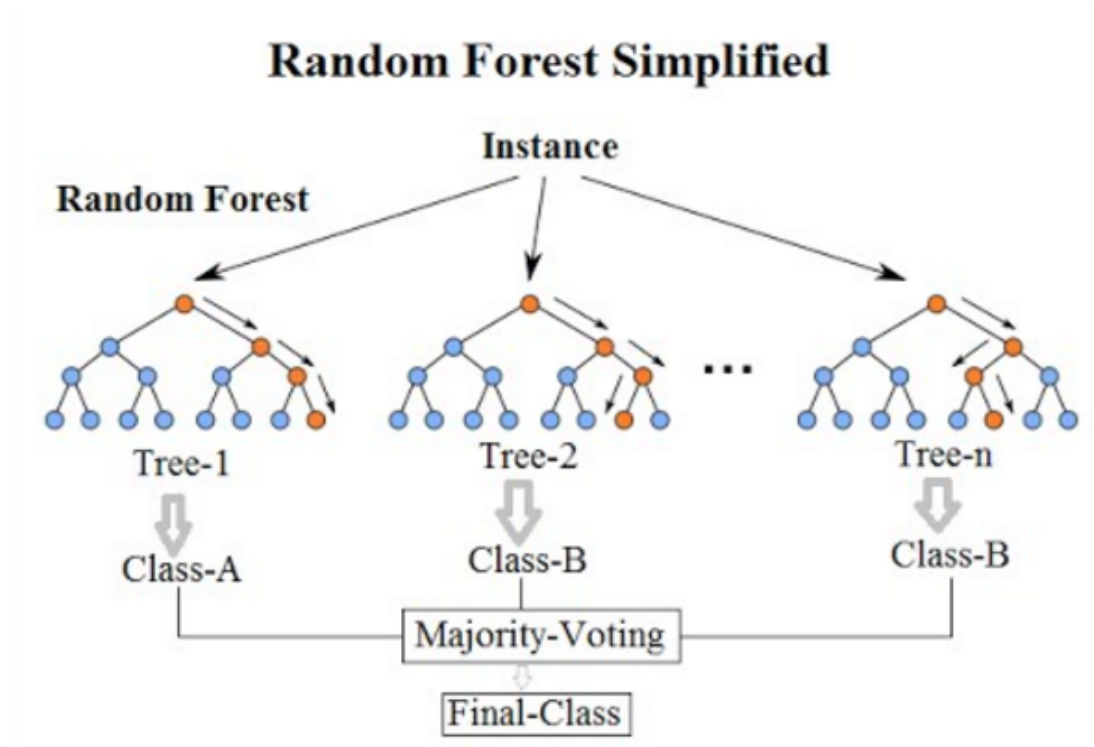 Random Forest Simplified
Instance
Random Forest
...
Tree-1
Tree-2
Tree-n
Class-A
Class-B
Class-B
Majority-Voting
Final-Class